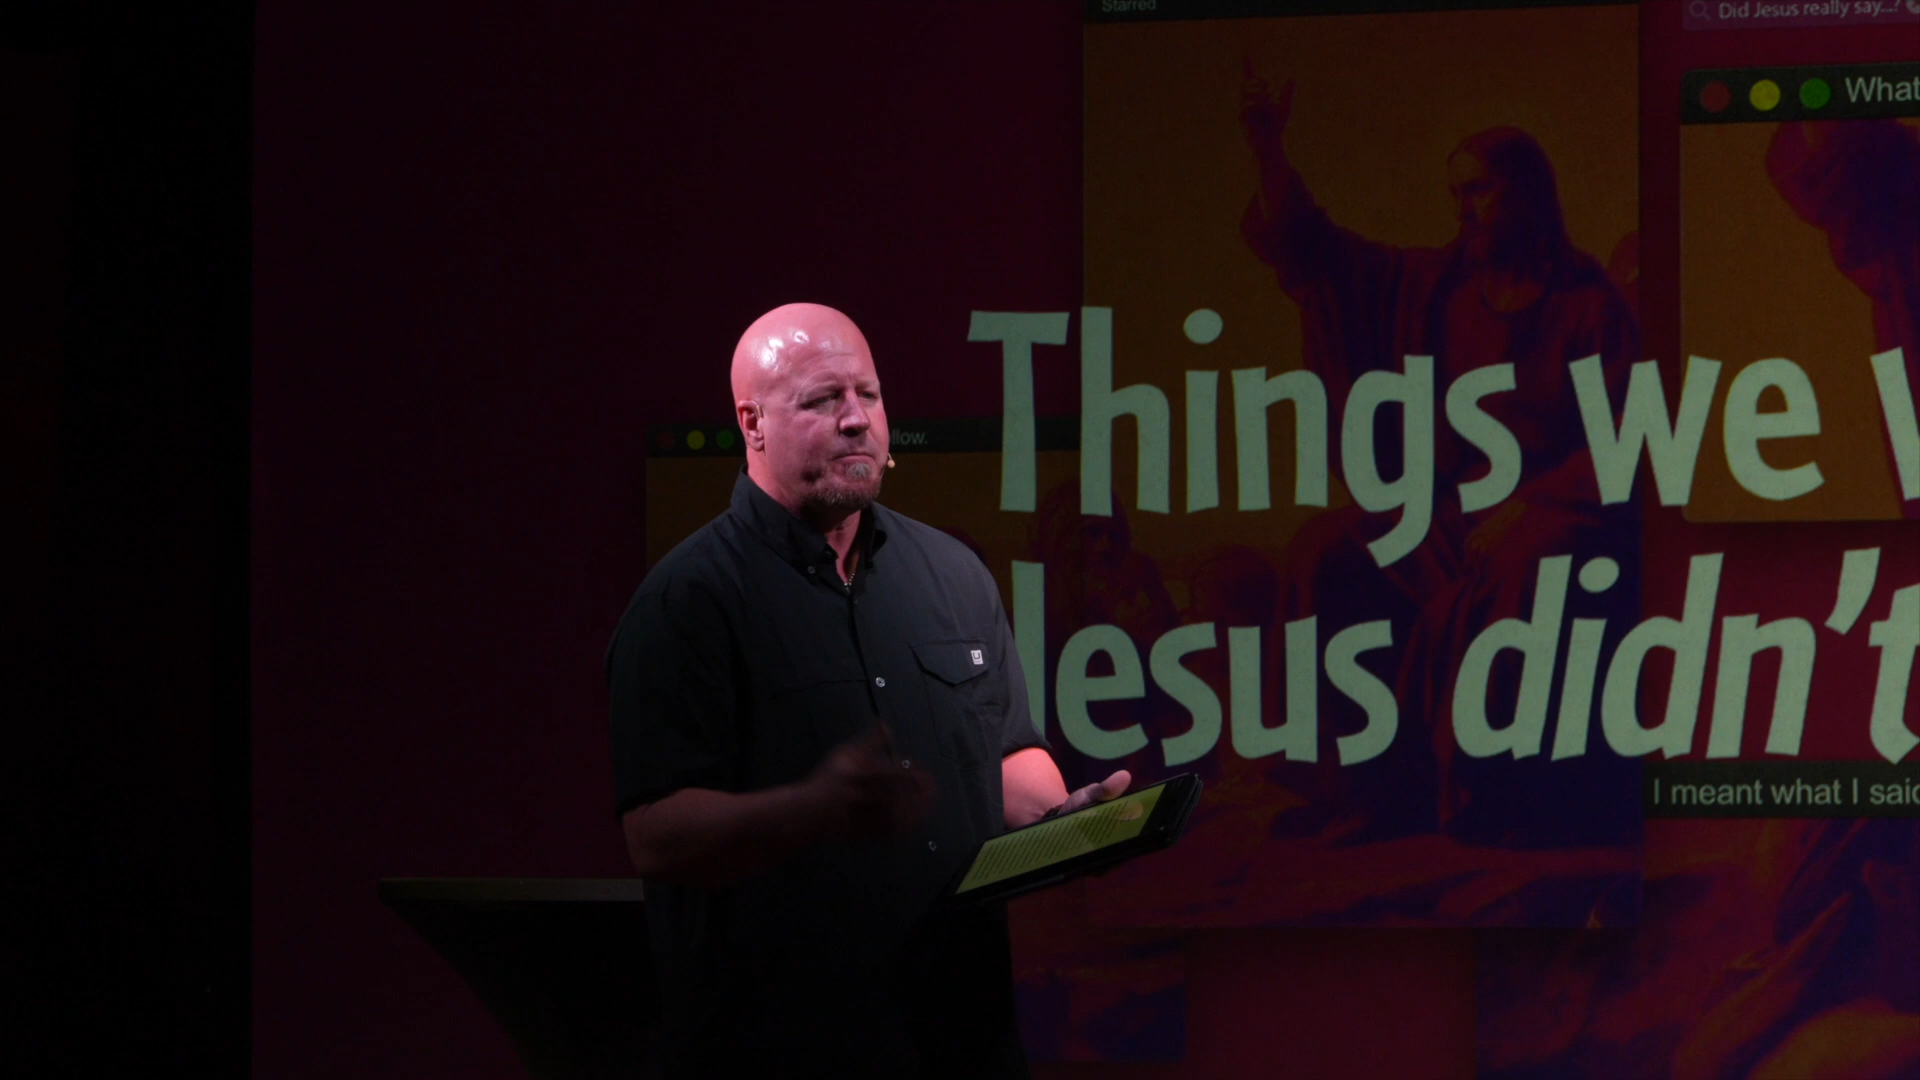 Starred
Did Jesus really say...?
What
Things we
llow.
Jesus didn't
I meant what I said